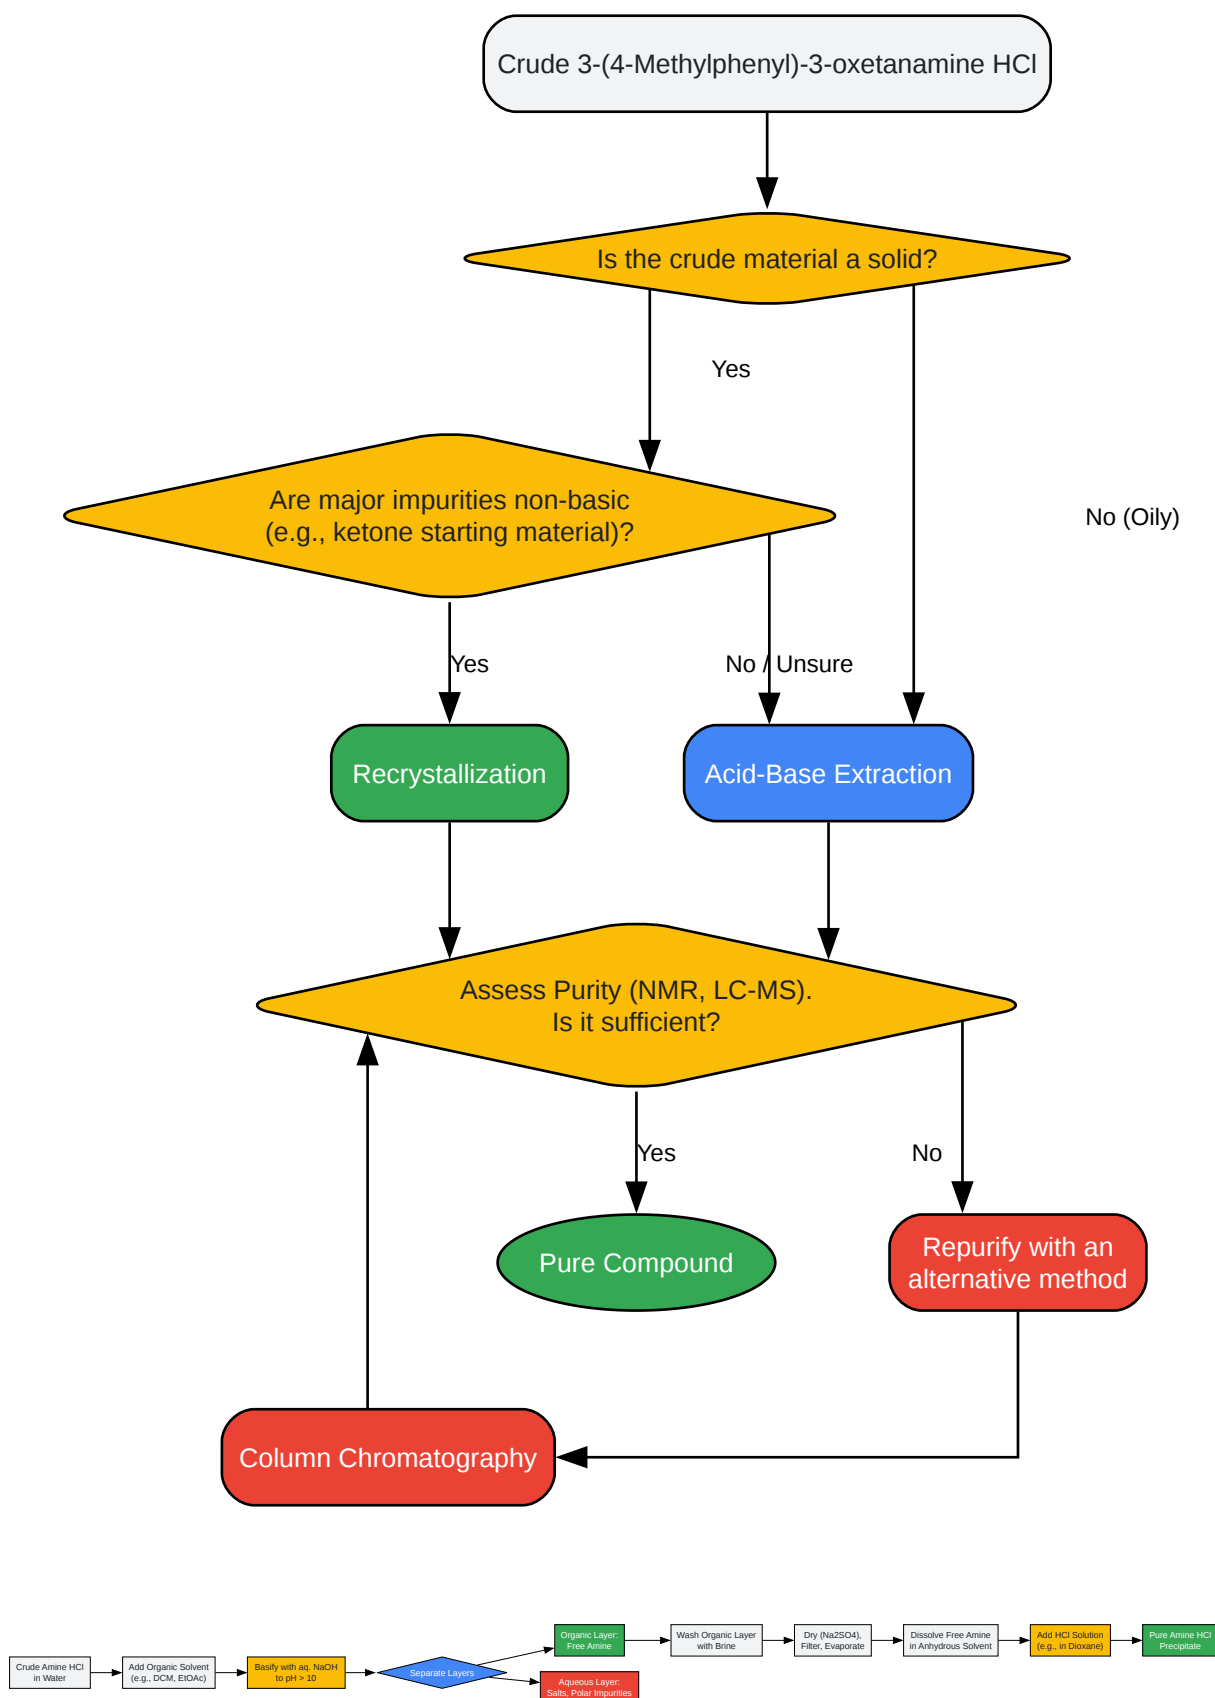 Crude 3-(4-Methylphenyl)-3-oxetanamine HCl
Is the crude material a solid?
Yes
Are major impurities non-basic
(e.g., ketone starting material)?
No (Oily)
Yes
No / Unsure
Recrystallization
Acid-Base Extraction
Assess Purity (NMR, LC-MS).
Is it sufficient?
Yes
No
Pure Compound
Repurify with an
alternative method
Column Chromatography
Crude Amine HCl
in Water
Add Organic Solvent
(e.g., DCM, EtOAc)
Basify with aq. NaOH
to pH > 10
Separate Layers
Organic Layer:
Free Amine
Aqueous Layer:
Salts, Polar Impurities
Wash Organic Layer
with Brine
Dry (Na2SO4),
Filter, Evaporate
Dissolve Free Amine
in Anhydrous Solvent
Add HCl Solution
(e.g., in Dioxane)
Pure Amine HCl
Precipitate